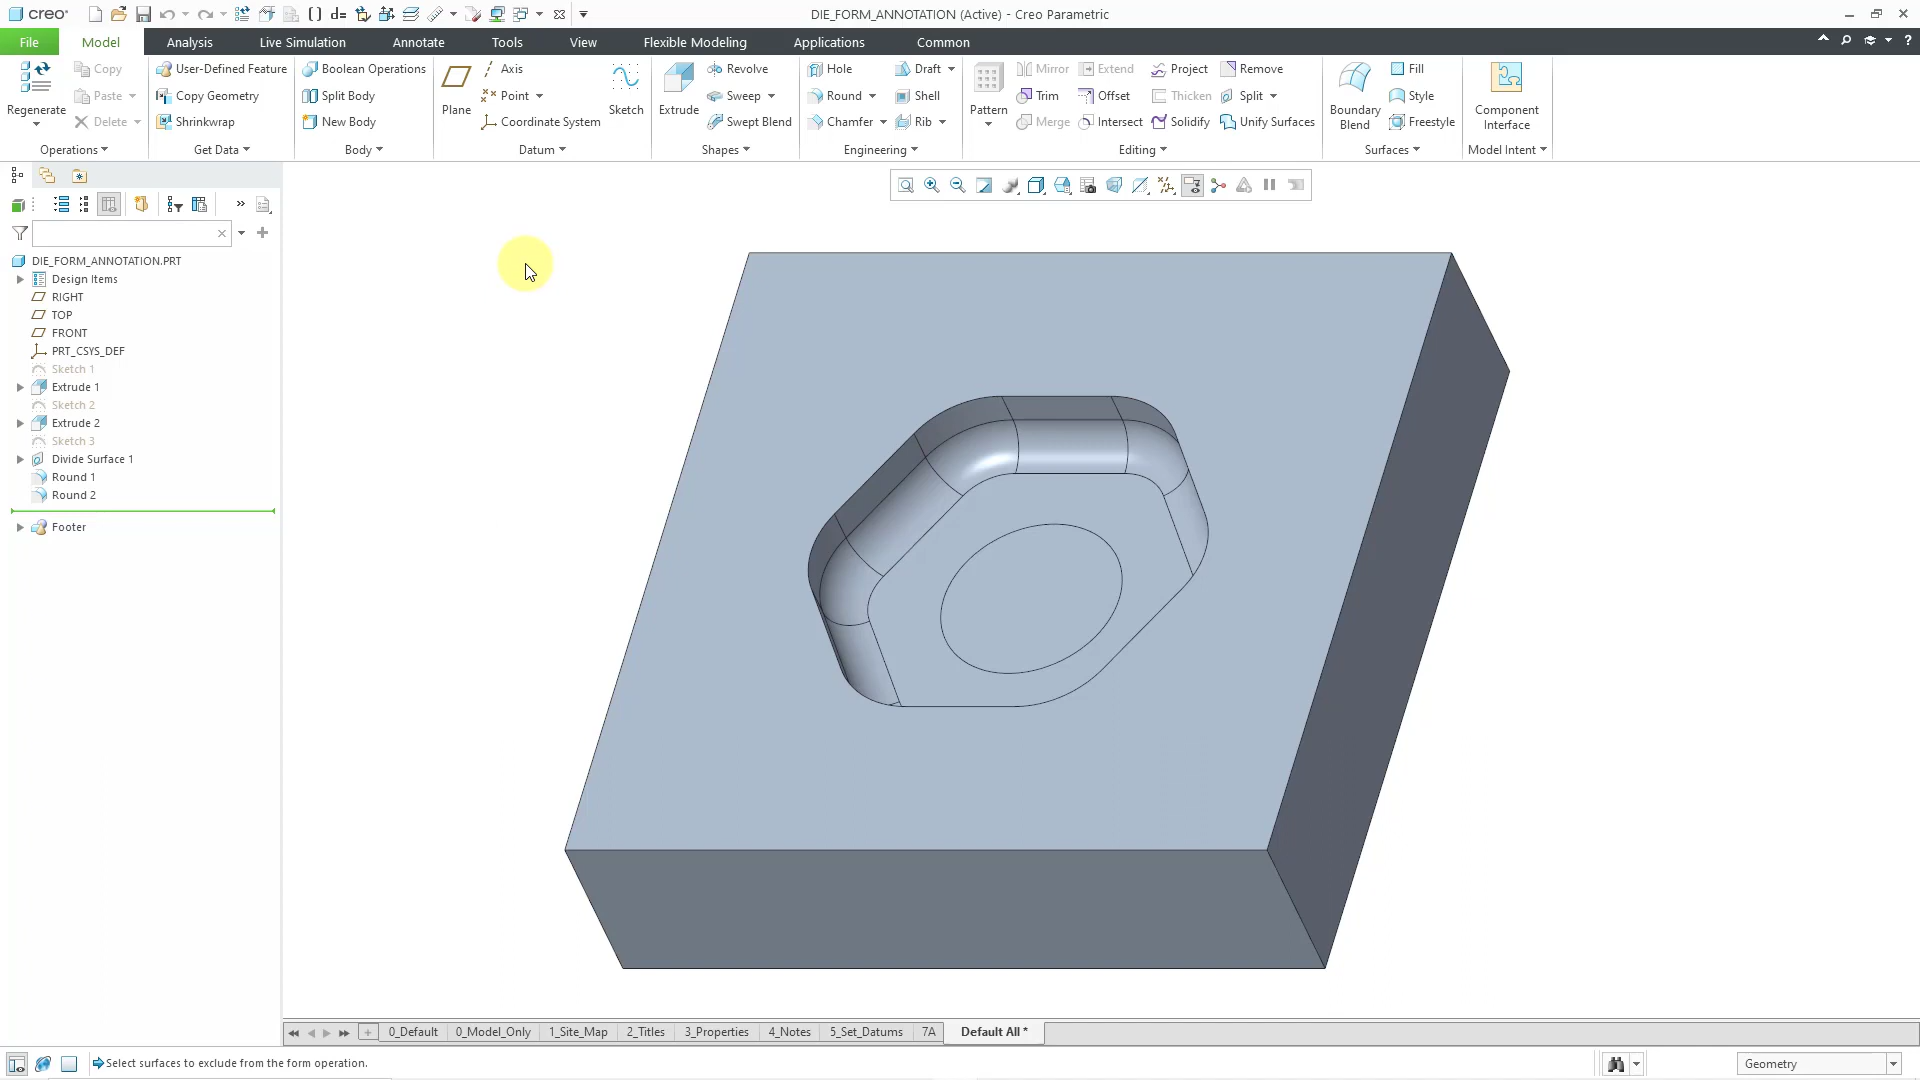 creo
DIE_FORM_ANNOTATION (Active) - Creo Parametric
File Model Analysis Live Simulation Annotate Tools View Flexible Modeling Applications Common
Regenerate
Copy
Paste
Delete
Operations
User-Defined Feature
Copy Geometry
Shrinkwrap
Get Data
Boolean Operations
Split Body
New Body
Body
Plane
Axis
Point
Coordinate System
Sketch
Datum
Extrude
Revolve
Sweep
Swept Blend
Shapes
Hole
Round
Chamfer
Draft
Shell
Rib
Engineering
Pattern
Mirror
Trim
Merge
Extend
Offset
Intersect
Project
Thicken
Solidify
Remove
Split
Unify Surfaces
Editing
Boundary
Blend
Fill
Style
Freestyle
Surfaces
Component
Interface
Model Intent
DIE_FORM_ANNOTATION.PRT
Design Items
RIGHT
TOP
FRONT
PRT_CSYS_DEF
Sketch 1
Extrude 1
Sketch 2
Extrude 2
Sketch 3
Divide Surface 1
Round 1
Round 2
Footer
0_Default 0_Model_Only 1_Site_Map 2_Titles 3_Properties 4_Notes 5_Set_Datums 7A Default All *
Select surfaces to exclude from the form operation.
Geometry